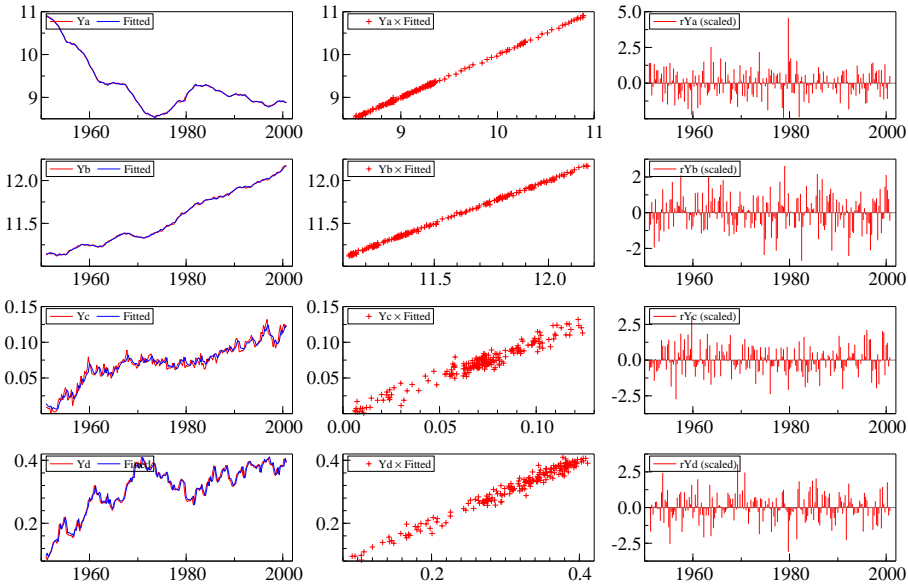 11
10
9
Ya Fitted
1960 1980 2000
Ya × Fitted
11
10
9
9 10 11
rYa (scaled)
5.0
2.5
0.0
1960 1980 2000
Yb Fitted
12.0
11.5
1960 1980 2000
Yb × Fitted
12.0
11.5
11.5 12.0
rYb (scaled)
2
0
-2
1960 1980 2000
Yc Fitted
0.15
0.10
0.05
1960 1980 2000
Yc × Fitted
0.15
0.10
0.05
0.00 0.05 0.10
rYc (scaled)
2.5
0.0
-2.5
1960 1980 2000
Yd Fitted
0.4
0.2
1960 1980 2000
Yd × Fitted
0.4
0.2
0.2 0.4
rYd (scaled)
2.5
0.0
-2.5
1960 1980 2000